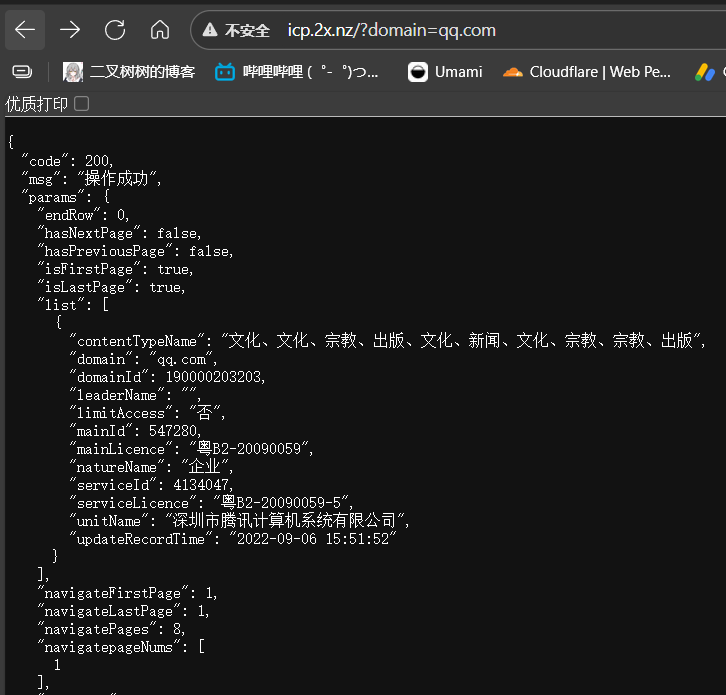 不安全 icp.2x.nz/?domain=qq.com
二叉树树的博客 哔哩哔哩 ( ゜- ゜)つ... Umami Cloudflare | Web Pe...
优质打印
{
"code": 200,
"msg": "操作成功",
"params": {
"endRow": 0,
"hasNextPage": false,
"hasPreviousPage": false,
"isFirstPage": true,
"isLastPage": true,
"list": [
{
"contentTypeName": "文化、文化、宗教、出版、文化、新闻、文化、宗教、宗教、出版",
"domain": "qq.com",
"domainId": 190000203203,
"leaderName": "",
"limitAccess": "否",
"mainId": 547280,
"mainLicence": "粤B2-20090059",
"natureName": "企业",
"serviceId": 4134047,
"serviceLicence": "粤B2-20090059-5",
"unitName": "深圳市腾讯计算机系统有限公司",
"updateRecordTime": "2022-09-06 15:51:52"
}
],
"navigateFirstPage": 1,
"navigateLastPage": 1,
"navigatePages": 8,
"navigatepageNums": [
1
],